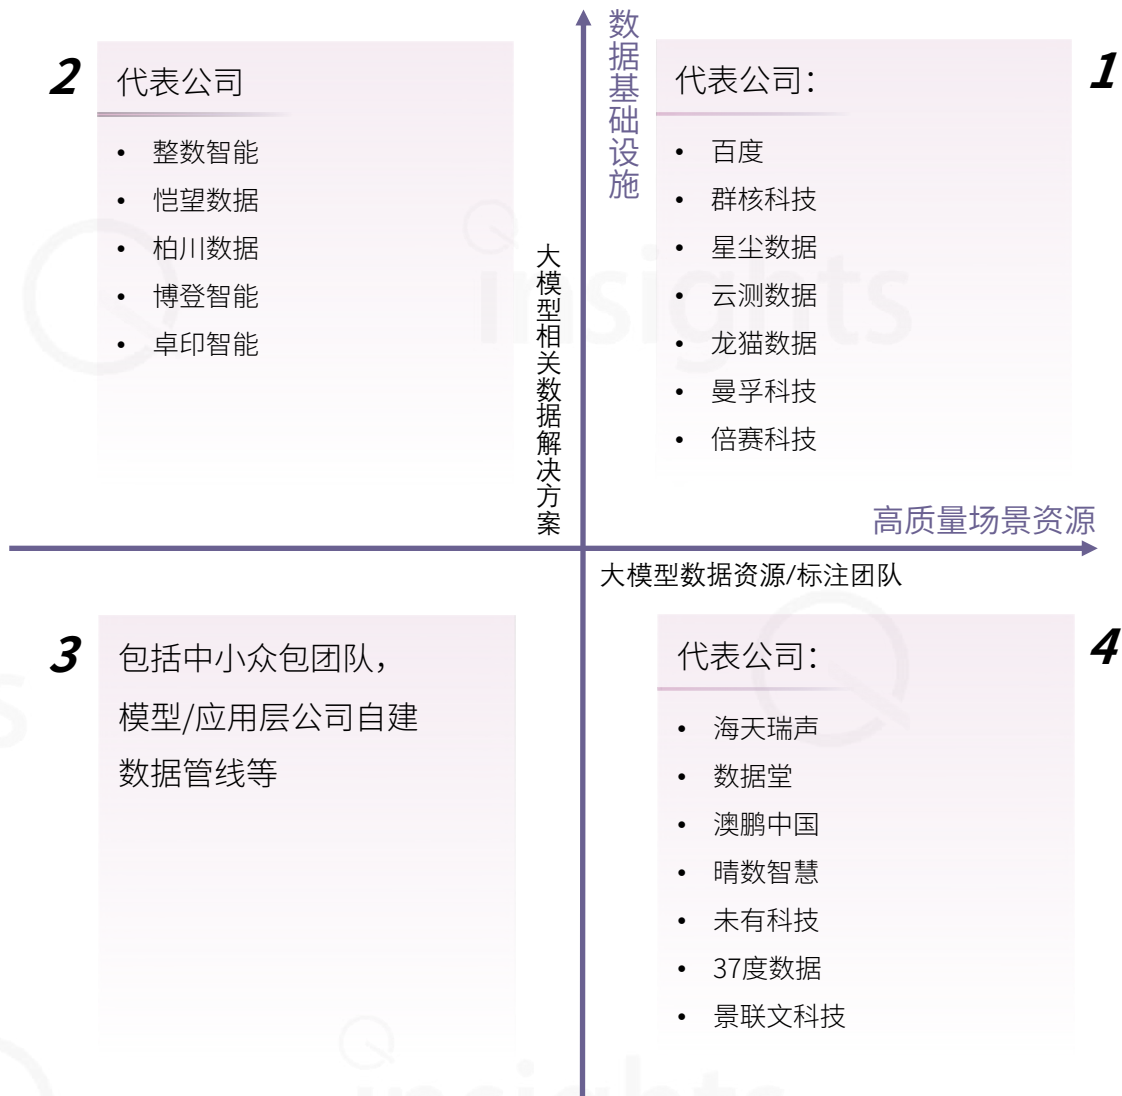 数据基础设施
2
代表公司
• 整数智能
• 恺望数据
• 柏川数据
• 博登智能
• 卓印智能
大模型相关数据解决方案
1
代表公司：
• 百度
• 群核科技
• 星尘数据
• 云测数据
• 龙猫数据
• 曼孚科技
• 倍赛科技
高质量场景资源
大模型数据资源/标注团队
3
包括中小众包团队，
模型/应用层公司自建
数据管线等
4
代表公司：
• 海天瑞声
• 数据堂
• 澳鹏中国
• 晴数智慧
• 未有科技
• 37度数据
• 景联文科技
insights
insights